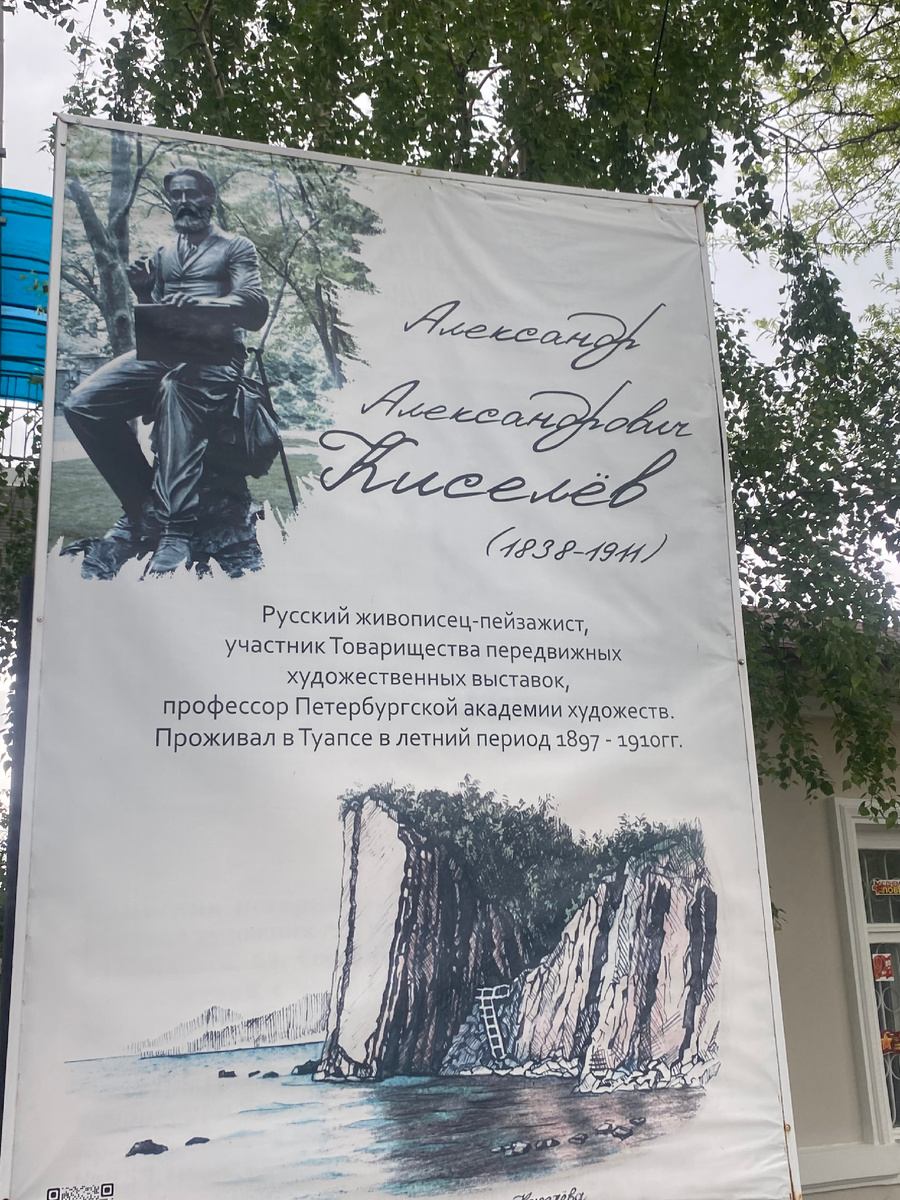 Александр
Александрович
Киселёв
(1838-1911)
Русский живописец-пейзажист,
участник Товарищества передвижных
художественных выставок,
профессор Петербургской академии художеств.
Проживал в Туапсе в летний период 1897 - 1910гг.